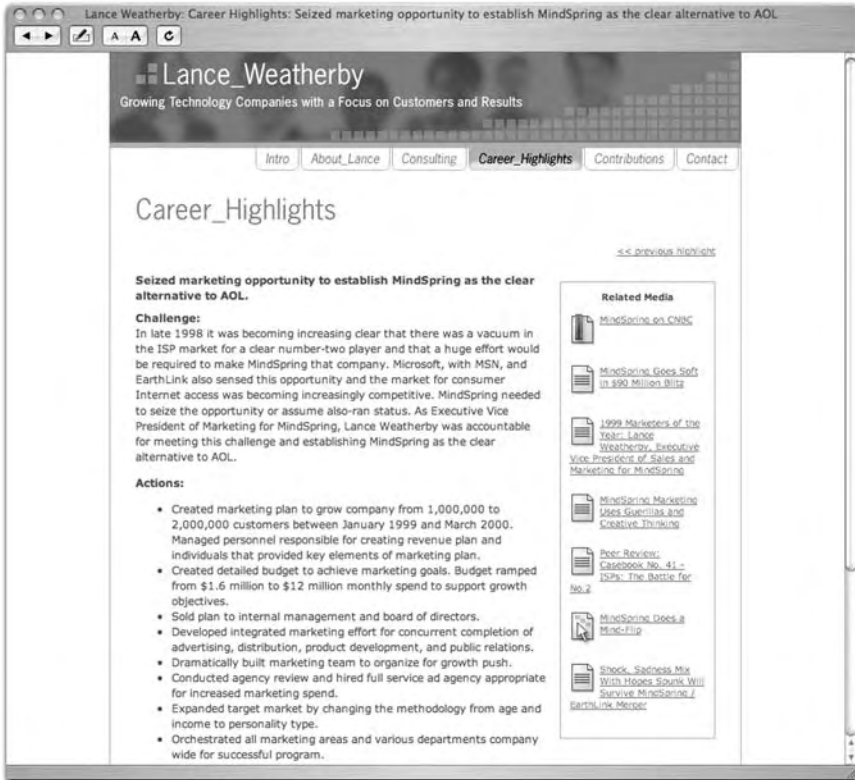 Lance Weatherby: Career Highlights: Seized marketing opportunity to establish MindSpring as the clear alternative to AOL
A A
Lance_Weatherby
Growing Technology Companies with a Focus on Customers and Results
Intro About_Lance Consulting Career_Highlights Contributions Contact
Career_Highlights
<< previous highlight
Seized marketing opportunity to establish MindSpring as the clear
alternative to AOL.
Challenge:
In late 1998 it was becoming increasing clear that there was a vacuum in
the ISP market for a clear number-two player and that a huge effort would
be required to make MindSpring that company. Microsoft, with MSN, and
EarthLink also sensed this opportunity and the market for consumer
Internet access was becoming increasingly competitive. MindSpring needed
to seize the opportunity or assume also-ran status. As Executive Vice
President of Marketing for MindSpring, Lance Weatherby was accountable
for meeting this challenge and establishing MindSpring as the clear
alternative to AOL.
Actions:
• Created marketing plan to grow company from 1,000,000 to
2,000,000 customers between January 1999 and March 2000.
Managed personnel responsible for creating revenue plan and
individuals that provided key elements of marketing plan.
• Created detailed budget to achieve marketing goals. Budget ramped
from $1.6 million to $12 million monthly spend to support growth
objectives.
• Sold plan to internal management and board of directors.
• Developed integrated marketing effort for concurrent completion of
advertising, distribution, product development, and public relations.
• Dramatically built marketing team to organize for growth push.
• Conducted agency review and hired full service ad agency appropriate
for increased marketing spend.
• Expanded target market by changing the methodology from age and
income to personality type.
• Orchestrated all marketing areas and various departments company
wide for successful program.
Related Media
MindSpring on CNBC
MindSpring Goes Soft
in $90 Million Blitz
1999 Marketers of the
Year: Lance
Weatherby, Executive
Vice President of Sales and
Marketing for MindSpring
MindSpring Marketing
Uses Guerillas and
Creative Thinking
Peer Review:
Casebook No. 41 -
ISPs: The Battle for
No.2
MindSpring Does a
Mind-Flip
Shock, Sadness Mix
With Hopes Spunk Will
Survive MindSpring /
EarthLink Merger